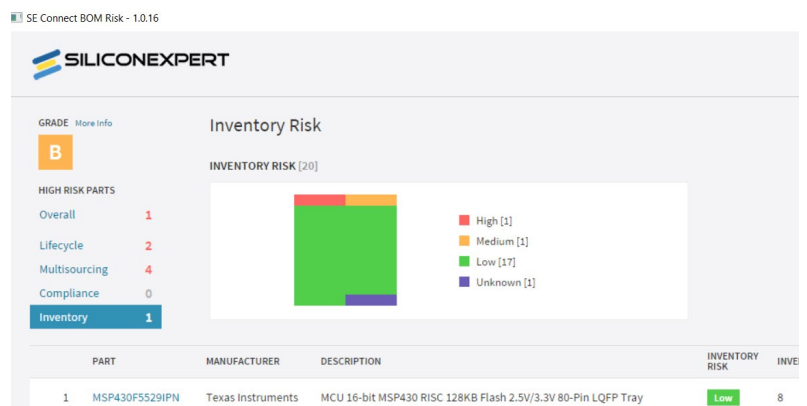 SE Connect BOM Risk - 1.0.16
SILICONEXPERT
GRADE More Info
B
HIGH RISK PARTS
Overall 1
Lifecycle 2
Multisourcing 4
Compliance 0
Inventory 1
Inventory Risk
INVENTORY RISK [20]
High [1]
Medium [1]
Low [17]
Unknown [1]
PART MANUFACTURER DESCRIPTION INVENTORY RISK INVE
1 MSP430F5529IPN Texas Instruments MCU 16-bit MSP430 RISC 128KB Flash 2.5V/3.3V 80-Pin LQFP Tray Low 8